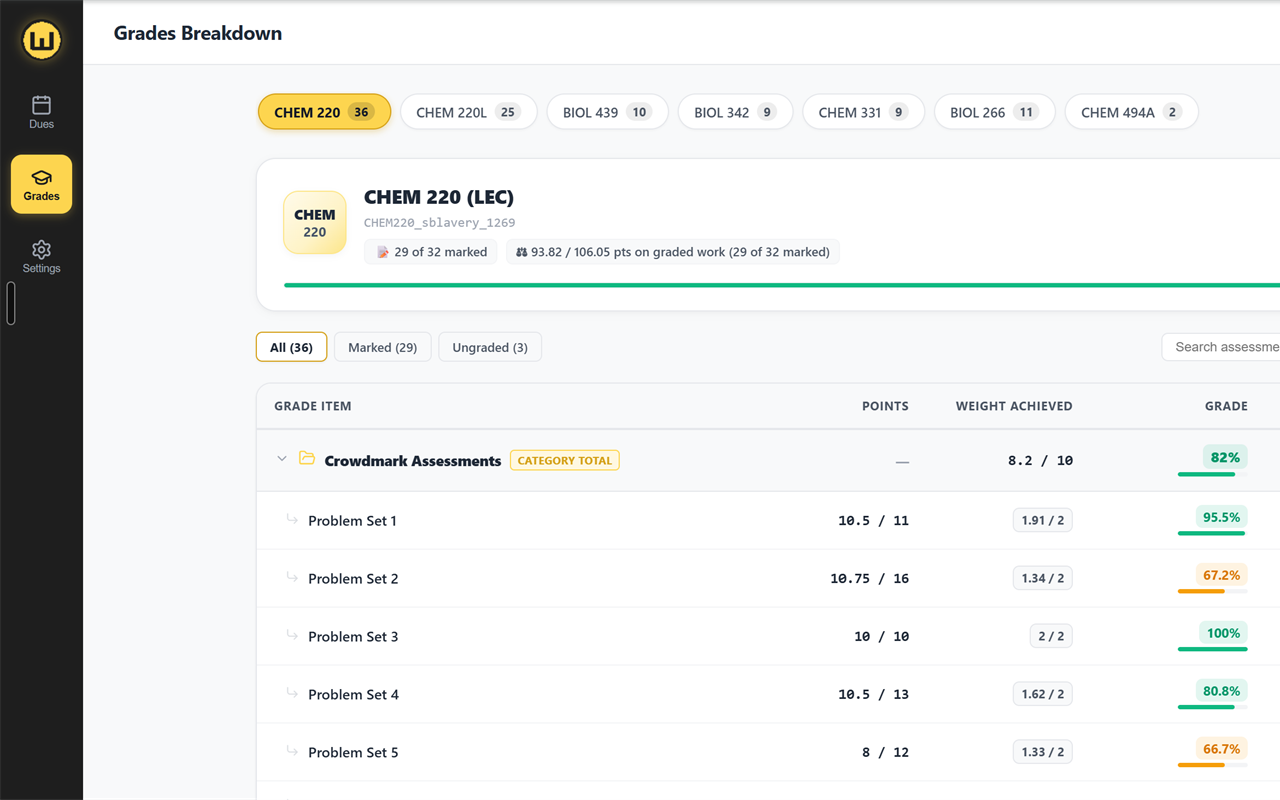 Grades Breakdown
Dues
Grades
Settings
CHEM 220 36
CHEM 220L 25
BIOL 439 10
BIOL 342 9
CHEM 331 9
BIOL 266 11
CHEM 494A 2
CHEM
220
CHEM 220 (LEC)
CHEM220_sblavery_1269
29 of 32 marked
93.82 / 106.05 pts on graded work (29 of 32 marked)
All (36)
Marked (29)
Ungraded (3)
Search assessme
GRADE ITEM POINTS WEIGHT ACHIEVED GRADE
Crowdmark Assessments CATEGORY TOTAL — 8.2 / 10 82%
Problem Set 1 10.5 / 11 1.91 / 2 95.5%
Problem Set 2 10.75 / 16 1.34 / 2 67.2%
Problem Set 3 10 / 10 2 / 2 100%
Problem Set 4 10.5 / 13 1.62 / 2 80.8%
Problem Set 5 8 / 12 1.33 / 2 66.7%